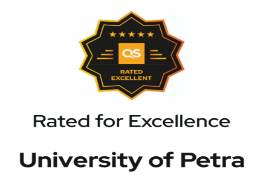 QS
RATED
EXCELLENT
Rated for Excellence
University of Petra